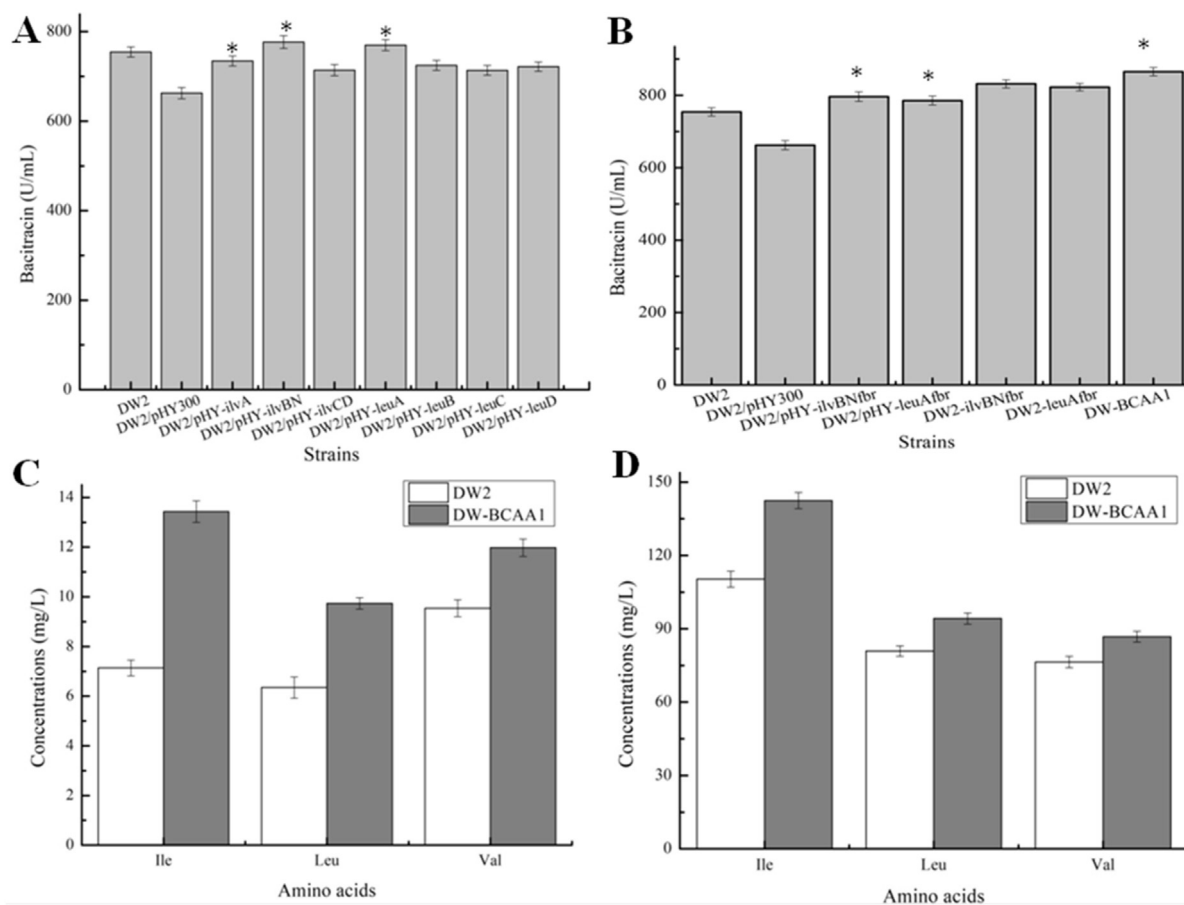 A
800
600
400
200
0
Bacitracin (U/mL)
* * *
DW2
DW2/pHY300
DW2/pHY-ilvA
DW2/pHY-ilvBN
DW2/pHY-ilvCD
DW2/pHY-leuA
DW2/pHY-leuB
DW2/pHY-leuC
DW2/pHY-leuD
Strains
B
800
600
400
200
0
Bacitracin (U/mL)
* * *
DW2
DW2/pHY300
DW2/pHY-ilvBNfbr
DW2/pHY-leuAfbr
DW2-ilvBNfbr
DW2-leuAfbr
DW-BCAA1
Strains
C
DW2
DW-BCAA1
14
12
10
8
6
4
2
0
Concentrations (mg/L)
Ile Leu Val
Amino acids
D
DW2
DW-BCAA1
150
120
90
60
30
0
Concentrations (mg/L)
Ile Leu Val
Amino acids